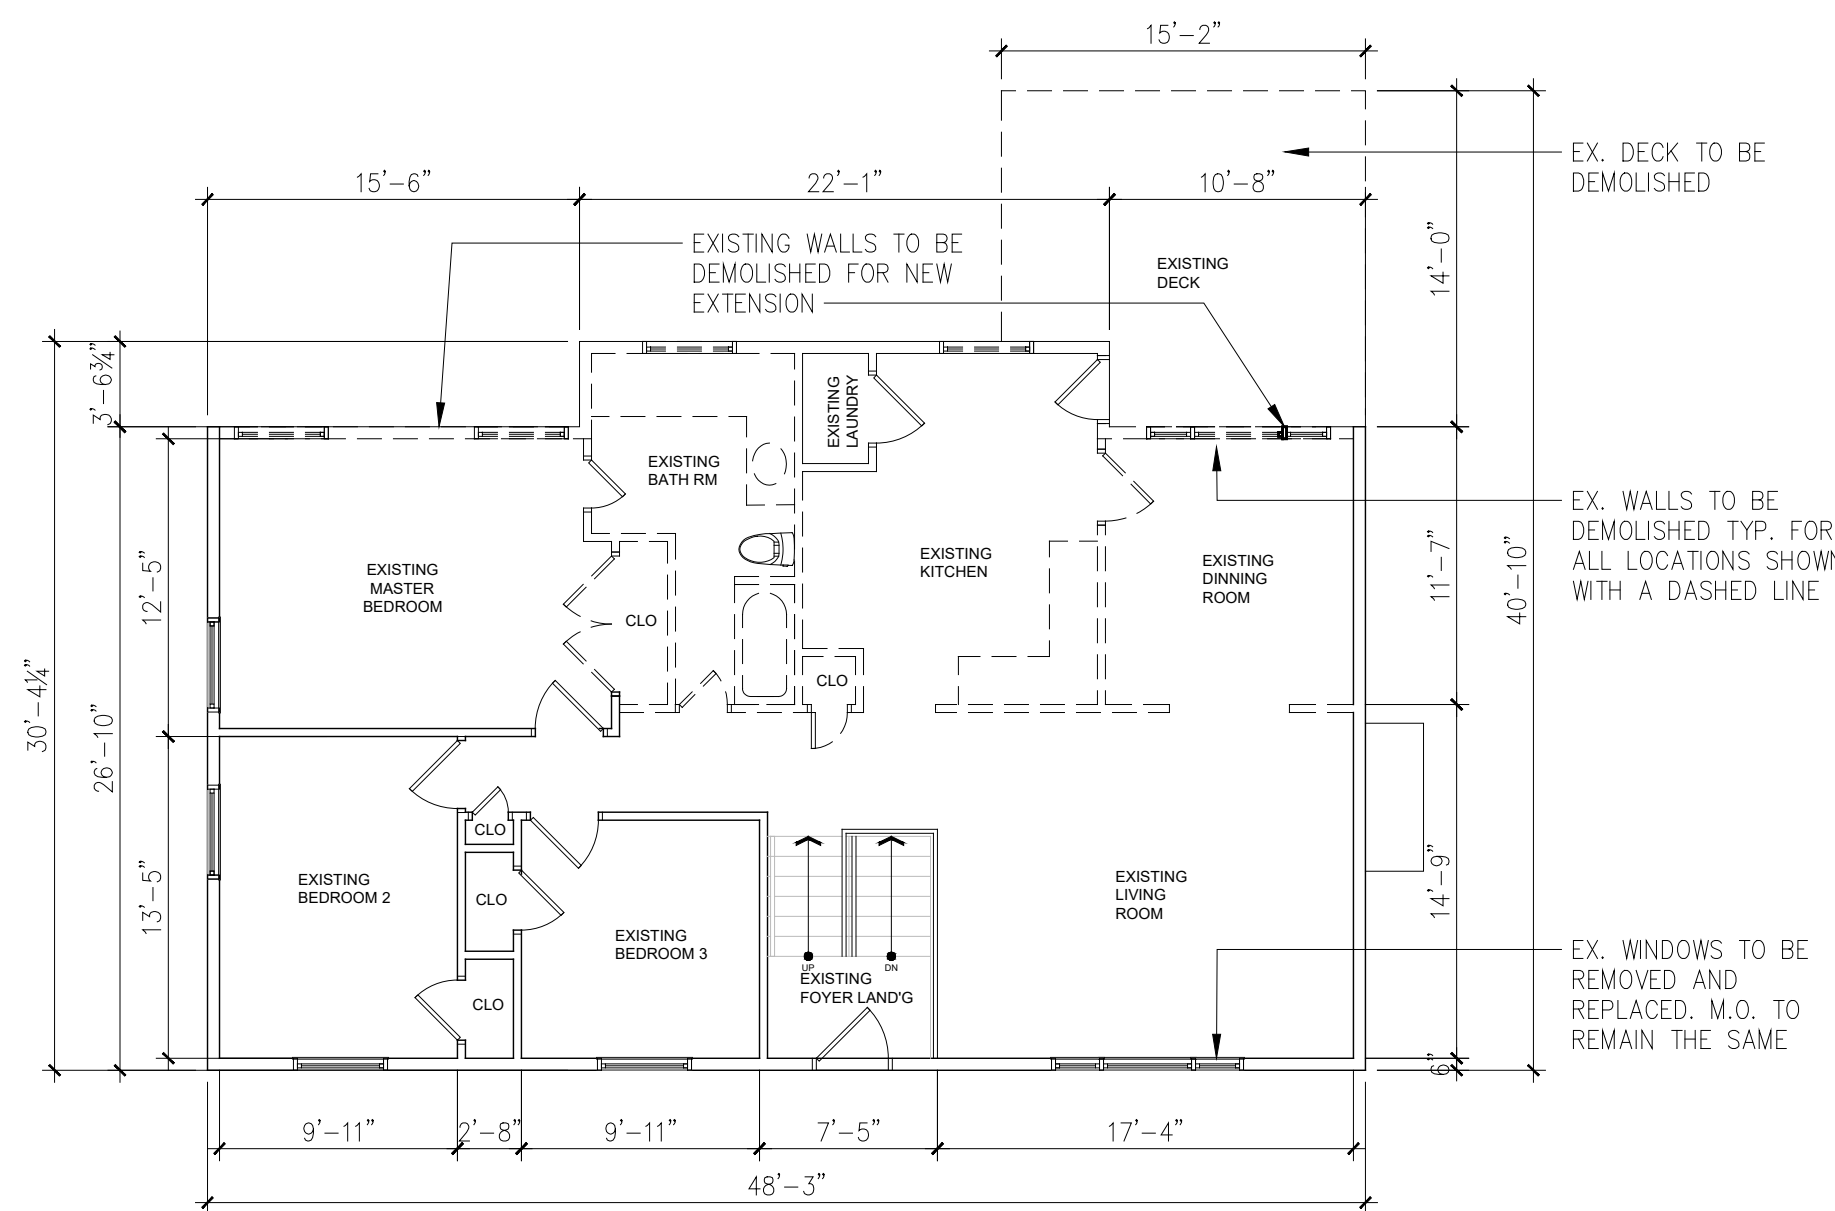 15'-2"
EX. DECK TO BE
DEMOLISHED
15'-6"
22'-1"
10'-8"
EXISTING WALLS TO BE
DEMOLISHED FOR NEW
EXTENSION
EXISTING
DECK
14'-0"
3'-6¾"
EXISTING
LAUNDRY
EXISTING
BATH RM
EX. WALLS TO BE
DEMOLISHED TYP. FOR
ALL LOCATIONS SHOWN
WITH A DASHED LINE
EXISTING
MASTER
BEDROOM
EXISTING
KITCHEN
EXISTING
DINNING
ROOM
12'-5"
11'-7"
40'-10"
CLO
CLO
30'-4¼"
26'-10"
CLO
EXISTING
BEDROOM 2
CLO
EXISTING
LIVING
ROOM
13'-5"
14'-9"
EXISTING
BEDROOM 3
UP
DN
EXISTING
FOYER LAND'G
CLO
EX. WINDOWS TO BE
REMOVED AND
REPLACED. M.O. TO
REMAIN THE SAME
6"
9'-11"
2'-8"
9'-11"
7'-5"
17'-4"
48'-3"